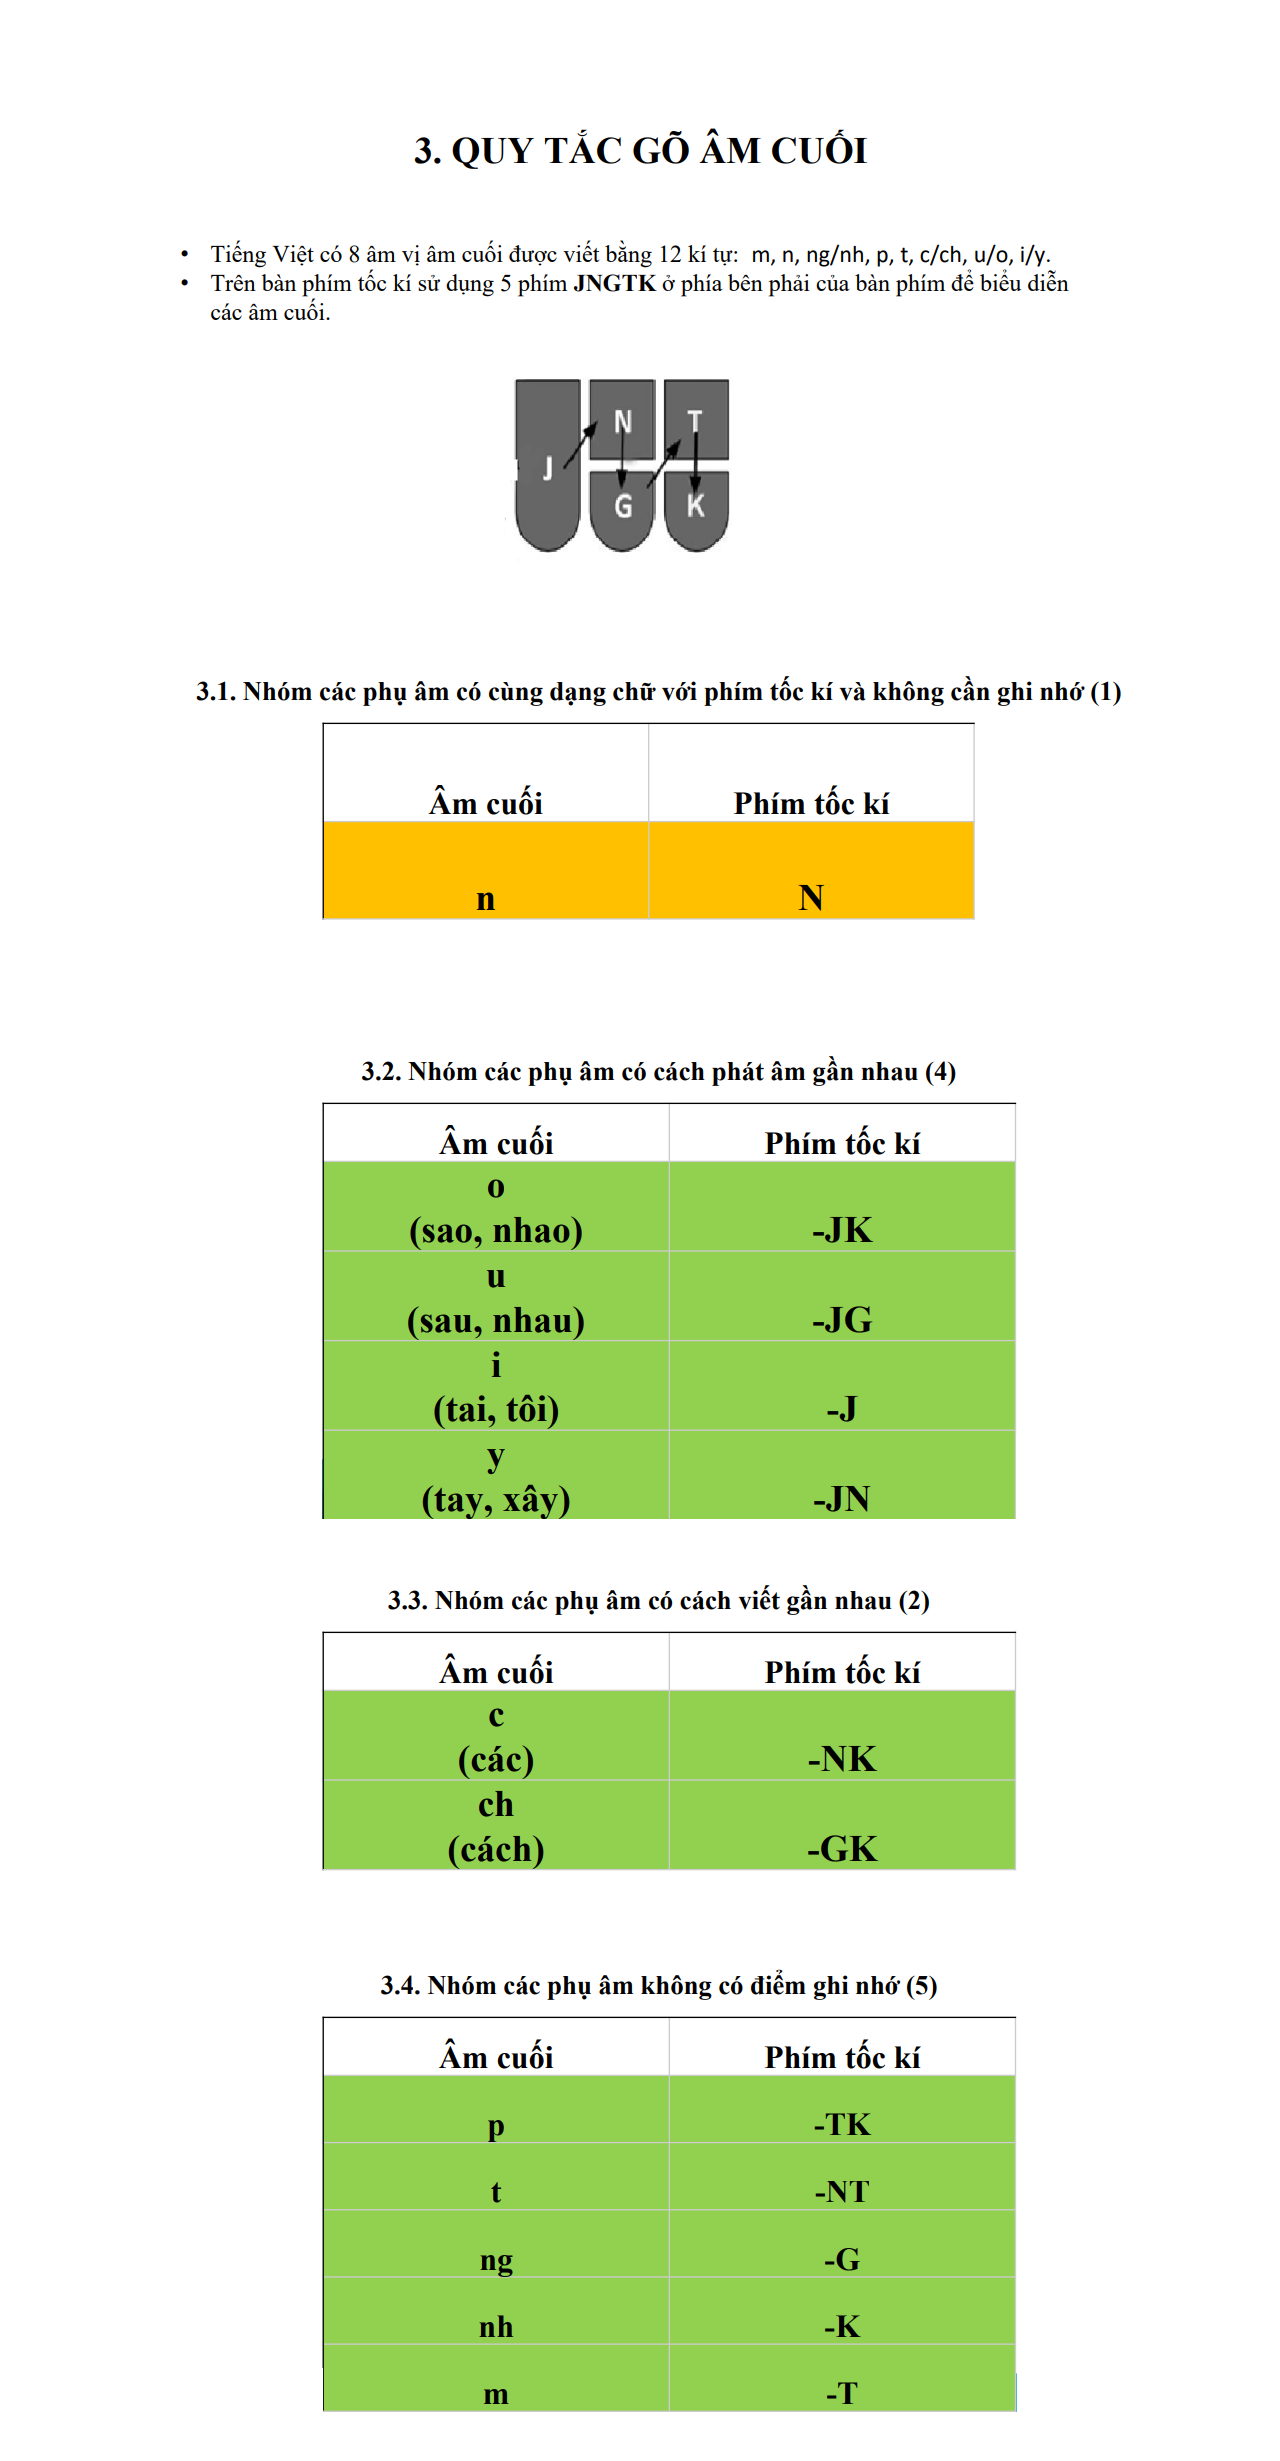 3. QUY TẮC GÕ ÂM CUỐI
• Tiếng Việt có 8 âm vị âm cuối được viết bằng 12 kí tự: m, n, ng/nh, p, t, c/ch, u/o, i/y.
• Trên bàn phím tốc kí sử dụng 5 phím JNGTK ở phía bên phải của bàn phím để biểu diễn
các âm cuối.
N T
J
G K
3.1. Nhóm các phụ âm có cùng dạng chữ với phím tốc kí và không cần ghi nhớ (1)
Âm cuối Phím tốc kí
n N
3.2. Nhóm các phụ âm có cách phát âm gần nhau (4)
Âm cuối Phím tốc kí
o
(sao, nhao) -JK
u
(sau, nhau) -JG
i
(tai, tôi) -J
y
(tay, xây) -JN
3.3. Nhóm các phụ âm có cách viết gần nhau (2)
Âm cuối Phím tốc kí
c
(các) -NK
ch
(cách) -GK
3.4. Nhóm các phụ âm không có điểm ghi nhớ (5)
Âm cuối Phím tốc kí
p -TK
t -NT
ng -G
nh -K
m -T